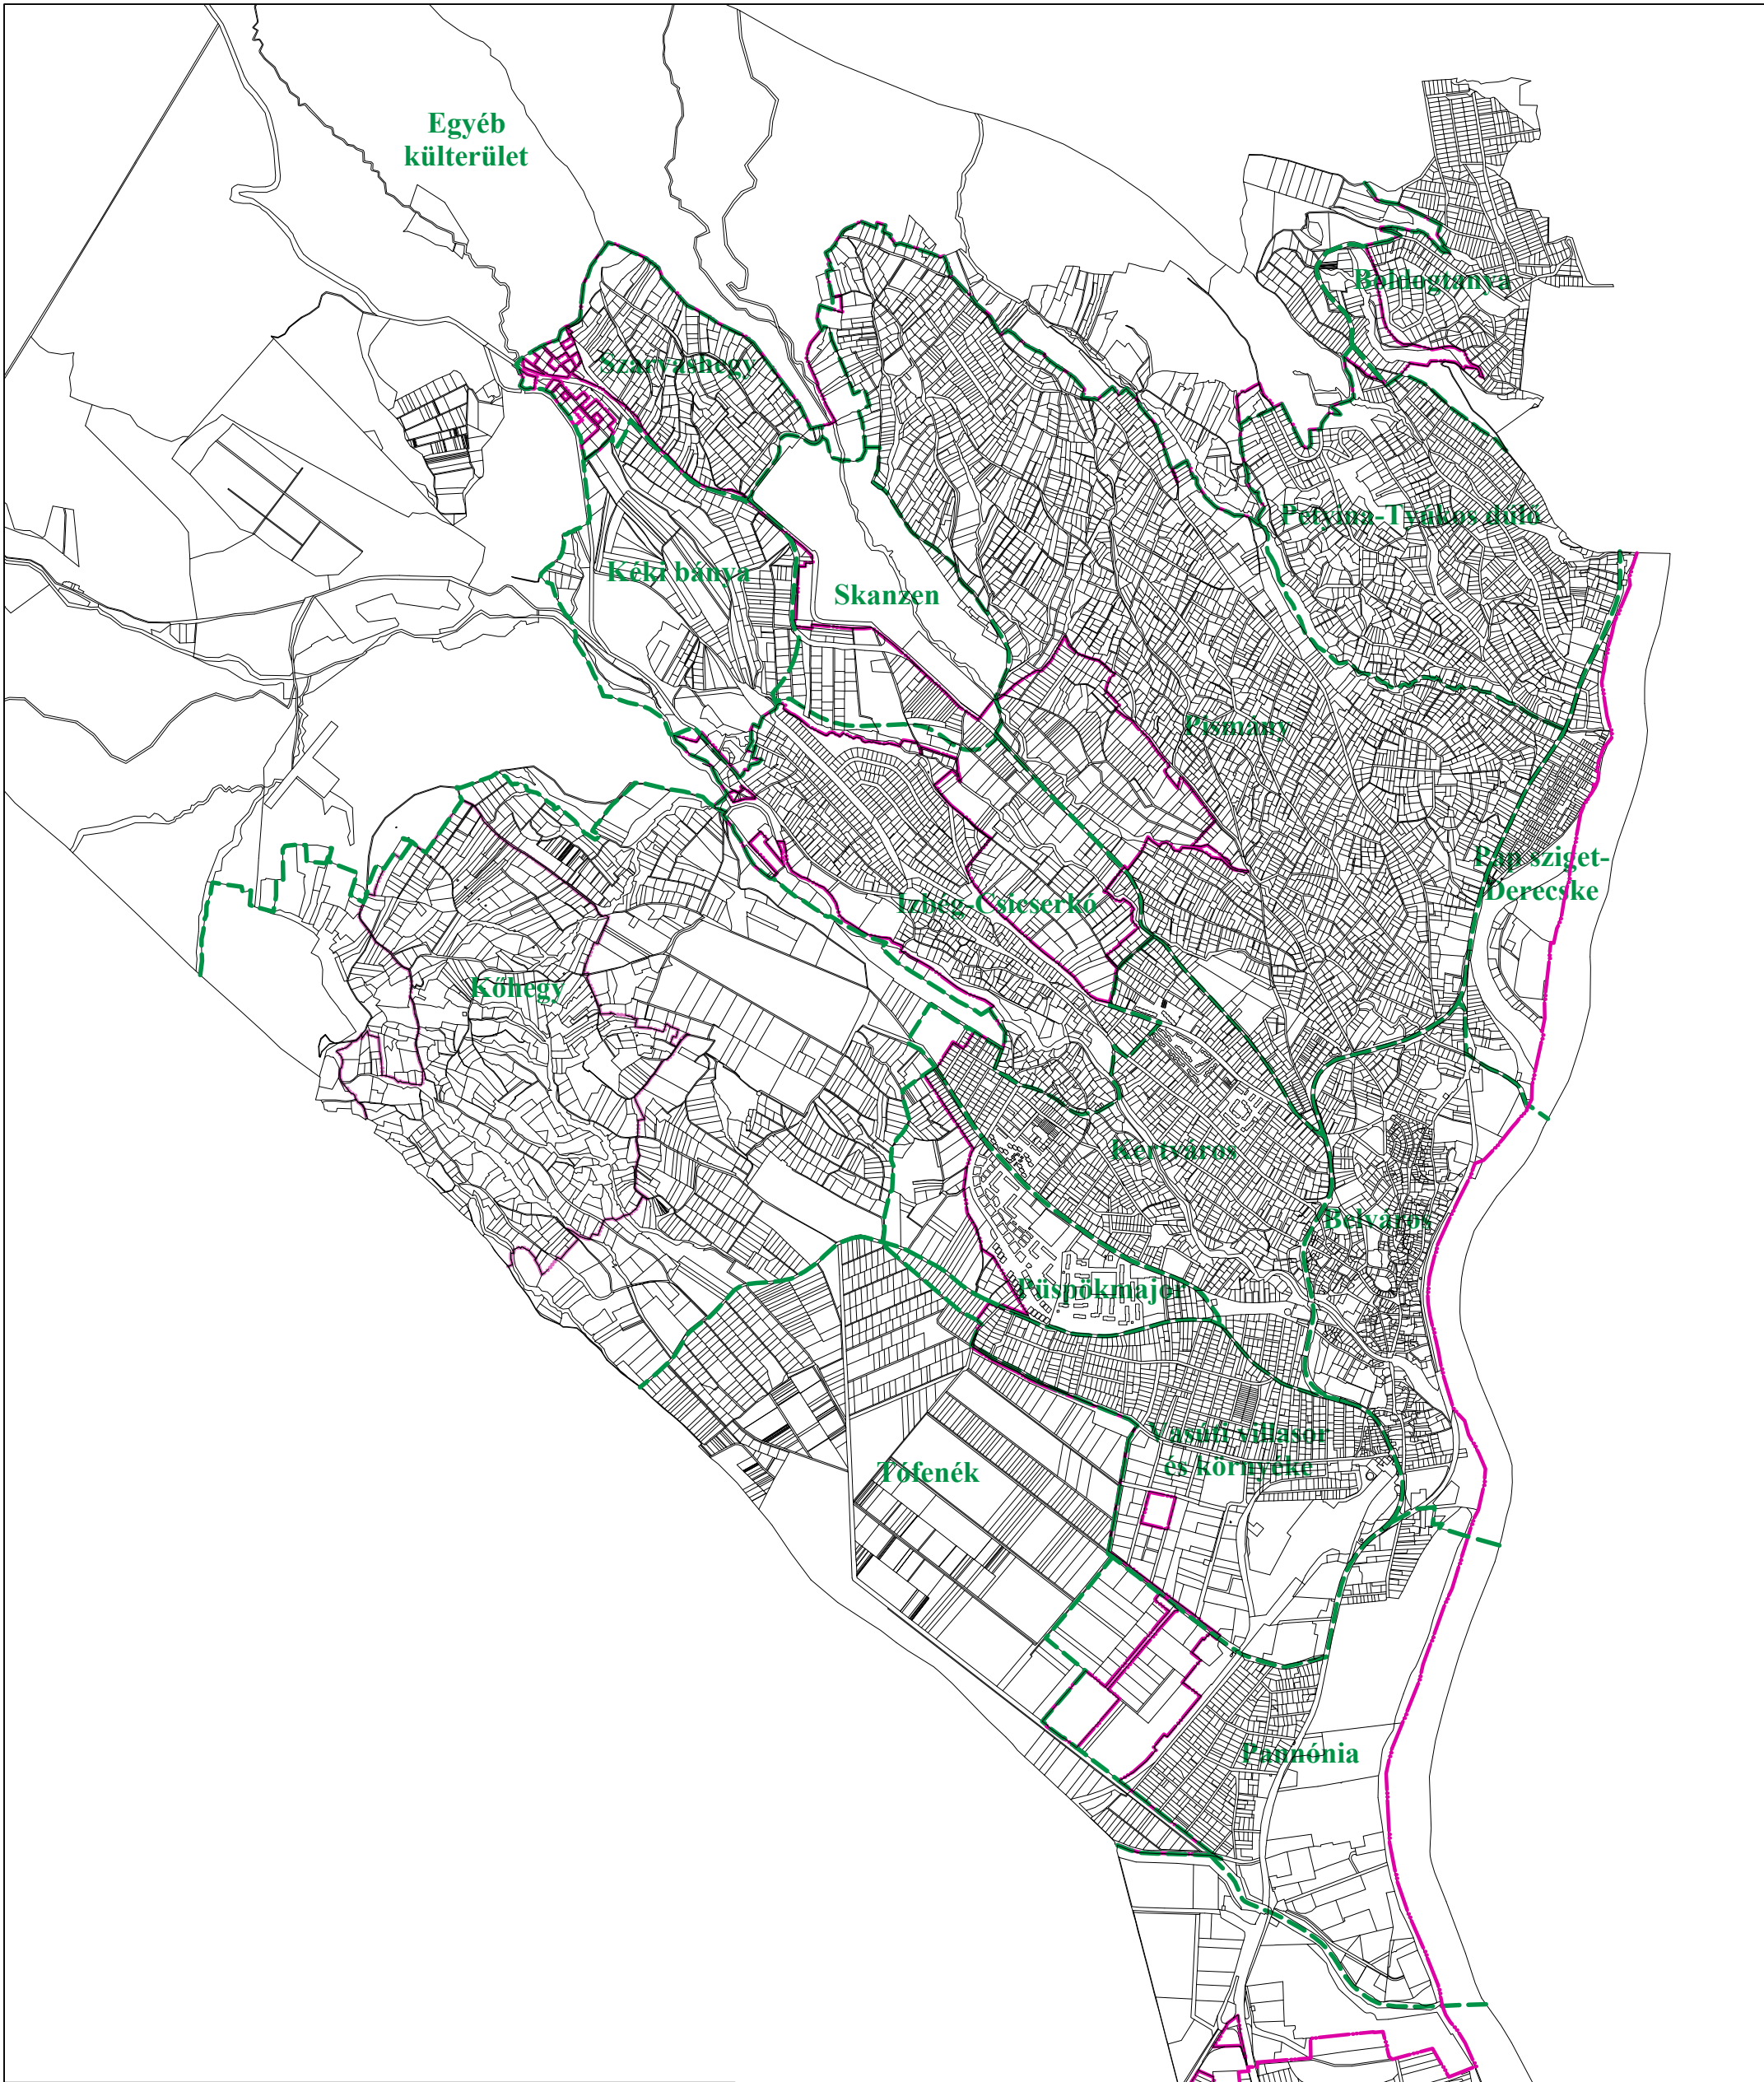 Egyéb
külterület
Boldogtanya
Szarvashegy
Petyina-Tyúkos dűlő
Kéki bánya
Skanzen
Pismány
Pap sziget-
Derecske
Izbég-Csicserkó
Kőhegy
Kertváros
Belváros
Püspökmajor
Vasúti villasor
és környéke
Tófenék
Pannónia